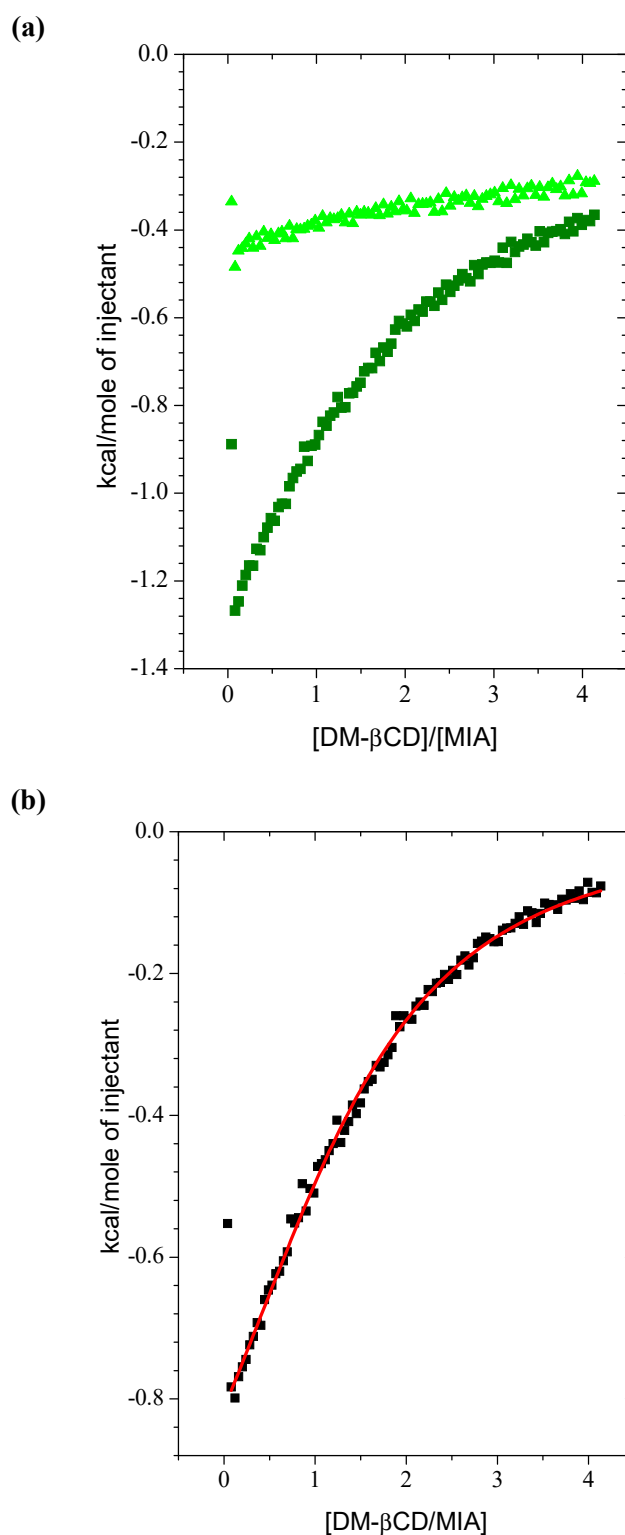 (a)
0.0
-0.2
-0.4
-0.6
-0.8
-1.0
-1.2
-1.4
kcal/mole of injectant
0 1 2 3 4
[DM-βCD]/[MIA]
(b)
0.0
-0.2
-0.4
-0.6
-0.8
kcal/mole of injectant
0 1 2 3 4
[DM-βCD/MIA]